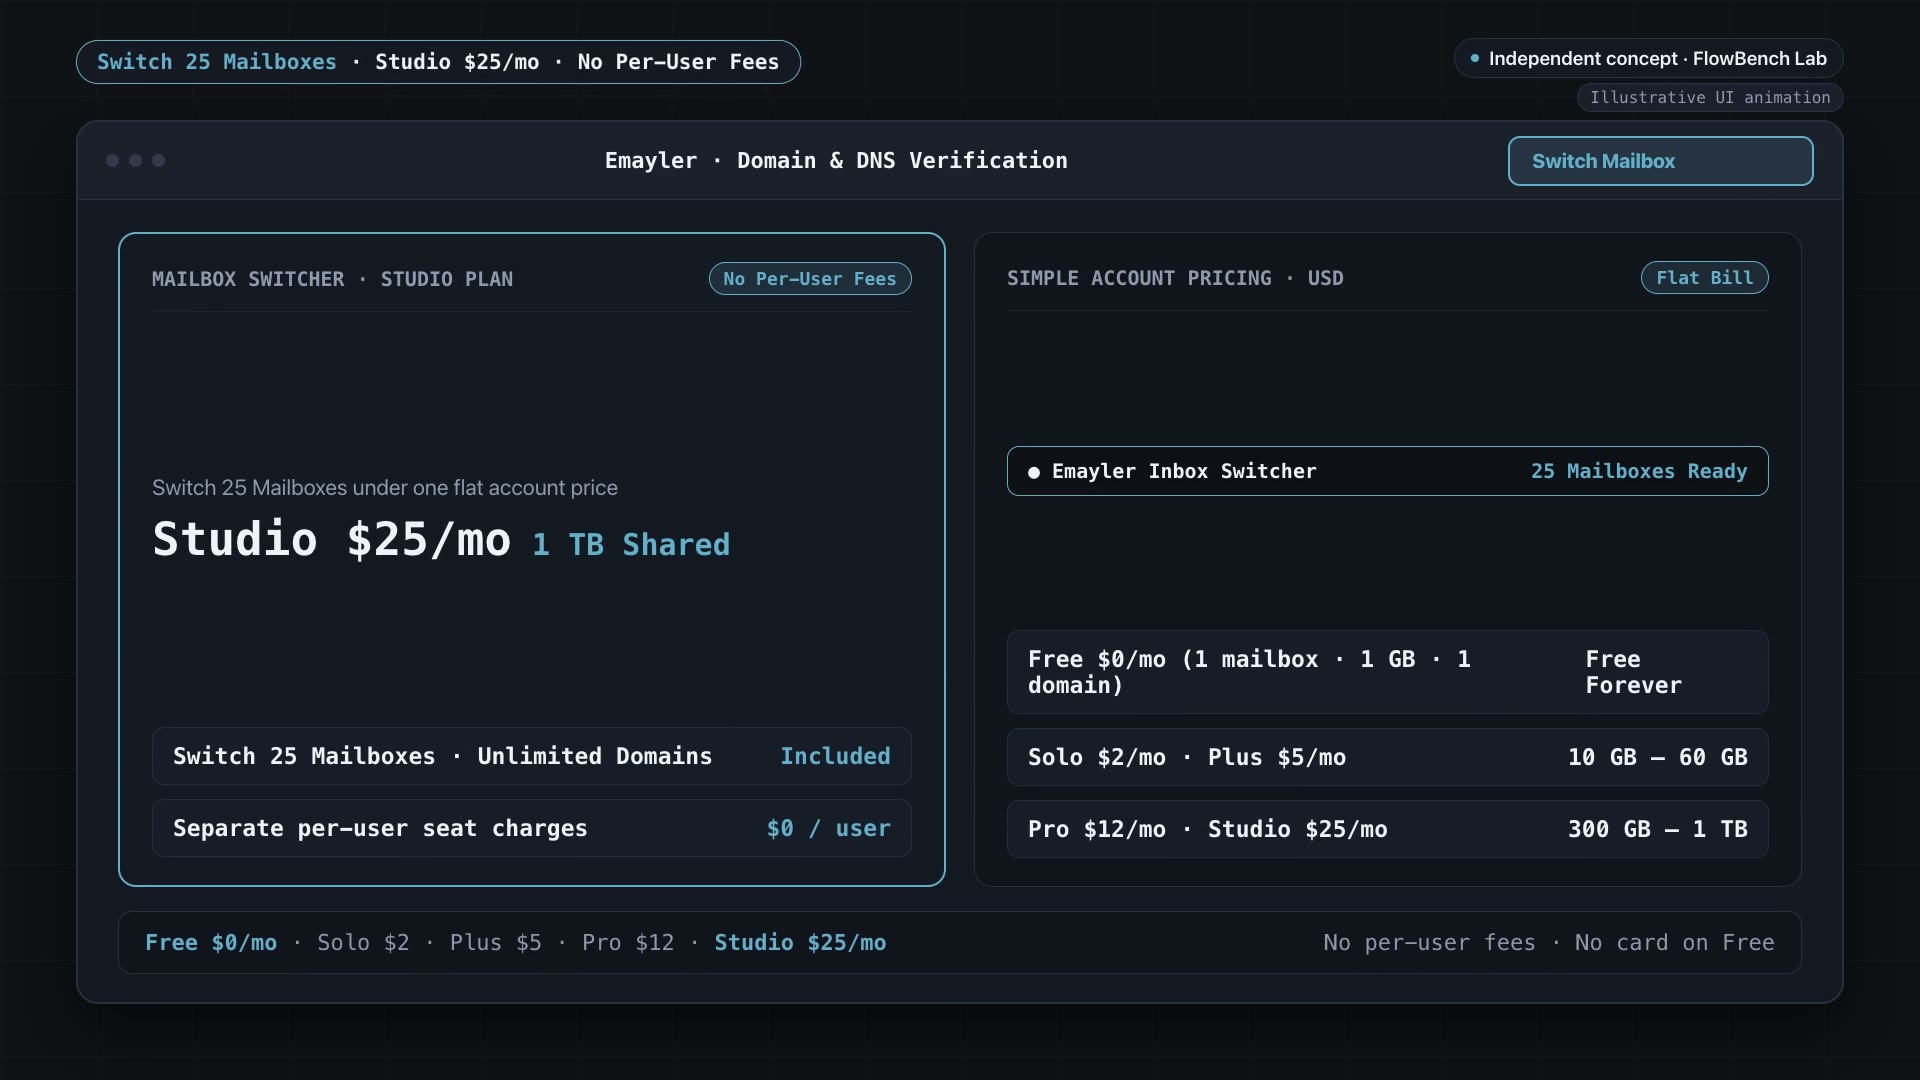 Switch 25 Mailboxes · Studio $25/mo · No Per-User Fees
Independent concept · FlowBench Lab
Illustrative UI animation
Emayler · Domain & DNS Verification
Switch Mailbox
MAILBOX SWITCHER · STUDIO PLAN
No Per-User Fees
Switch 25 Mailboxes under one flat account price
Studio $25/mo 1 TB Shared
Switch 25 Mailboxes · Unlimited Domains
Included
Separate per-user seat charges
$0 / user
SIMPLE ACCOUNT PRICING · USD
Flat Bill
● Emayler Inbox Switcher
25 Mailboxes Ready
Free $0/mo (1 mailbox · 1 GB · 1
domain)
Free
Forever
Solo $2/mo · Plus $5/mo
10 GB – 60 GB
Pro $12/mo · Studio $25/mo
300 GB – 1 TB
Free $0/mo · Solo $2 · Plus $5 · Pro $12 · Studio $25/mo
No per-user fees · No card on Free